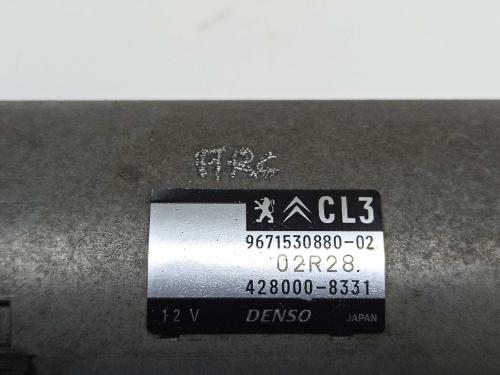 CL3
9671530880-02
02R28.
428000-8331
12 V DENSO JAPAN